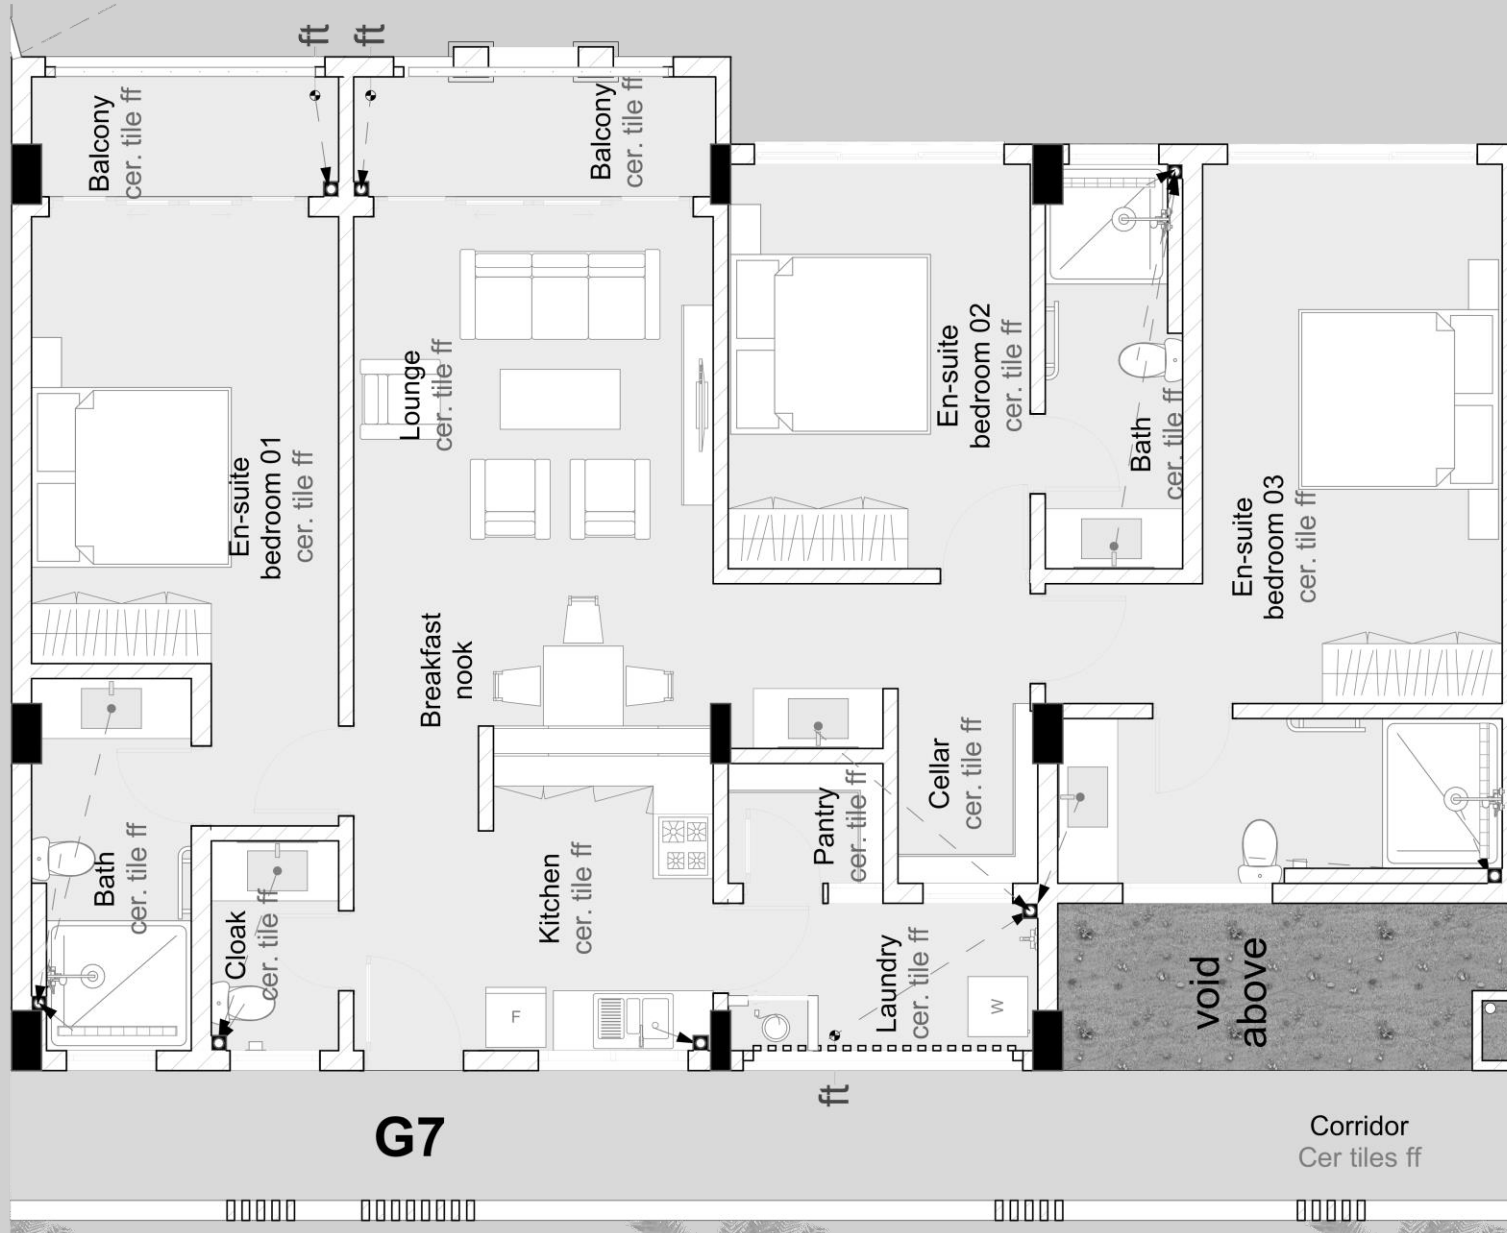 ft
ft
Balcony
cer. tile ff
Balcony
cer. tile ff
En-suite
bedroom 01
cer. tile ff
Lounge
cer. tile ff
En-suite
bedroom 02
cer. tile ff
Bath
cer. tile ff
En-suite
bedroom 03
cer. tile ff
Breakfast
nook
Bath
cer. tile ff
Cloak
cer. tile ff
Kitchen
cer. tile ff
Pantry
cer. tile ff
Cellar
cer. tile ff
Laundry
cer. tile ff
F
W
void
above
ft
G7
Corridor
Cer tiles ff